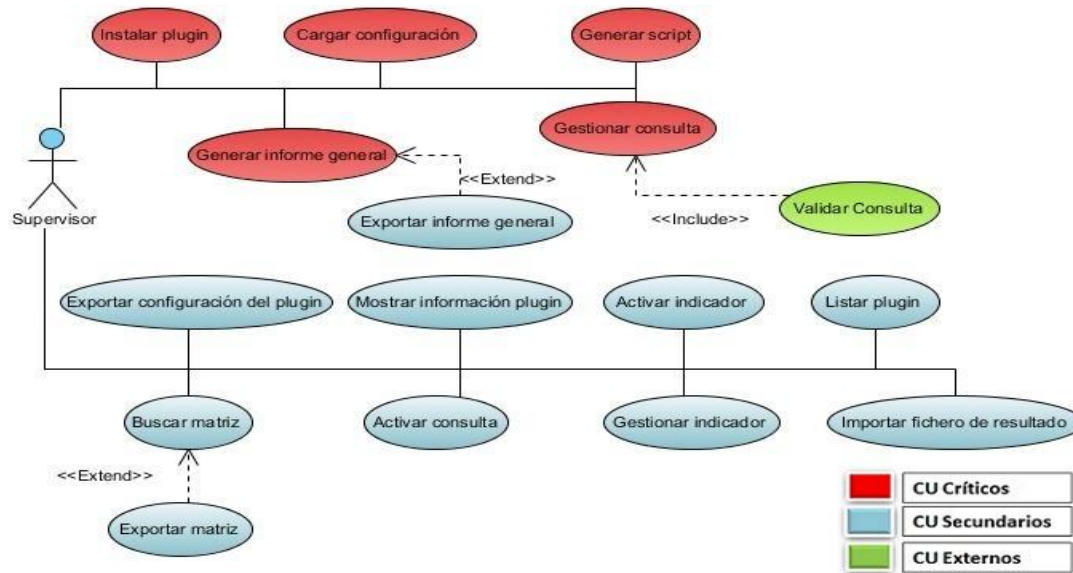 Instalar plugin
Cargar configuración
Generar script
Generar informe general
Gestionar consulta
<<Extend>>
Supervisor
Exportar informe general
<<Include>>
Validar Consulta
Exportar configuración del plugin
Mostrar información plugin
Activar indicador
Listar plugin
Buscar matriz
Activar consulta
Gestionar indicador
Importar fichero de resultado
<<Extend>>
Exportar matriz
CU Críticos
CU Secundarios
CU Externos